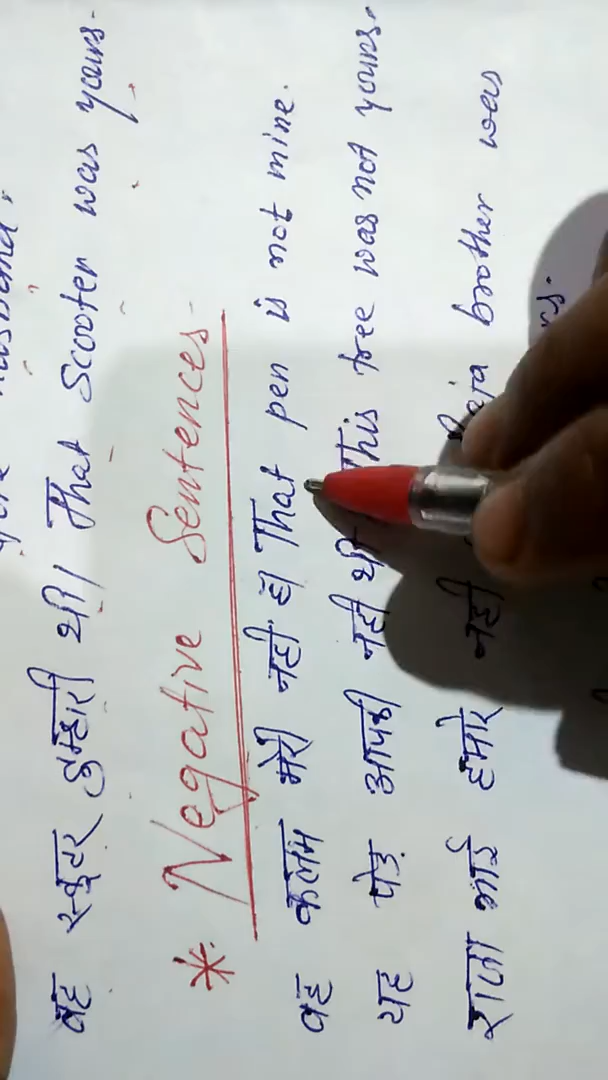 वह स्कूटर तुम्हारी थी। That Scooter was yours.
* Negative Sentences
वह कलम मेरी नहीं है। That pen is not mine.
यह पेड़ आपकी नहीं थी This tree was not yours.
राजा भाई हमारे नहीं brother was